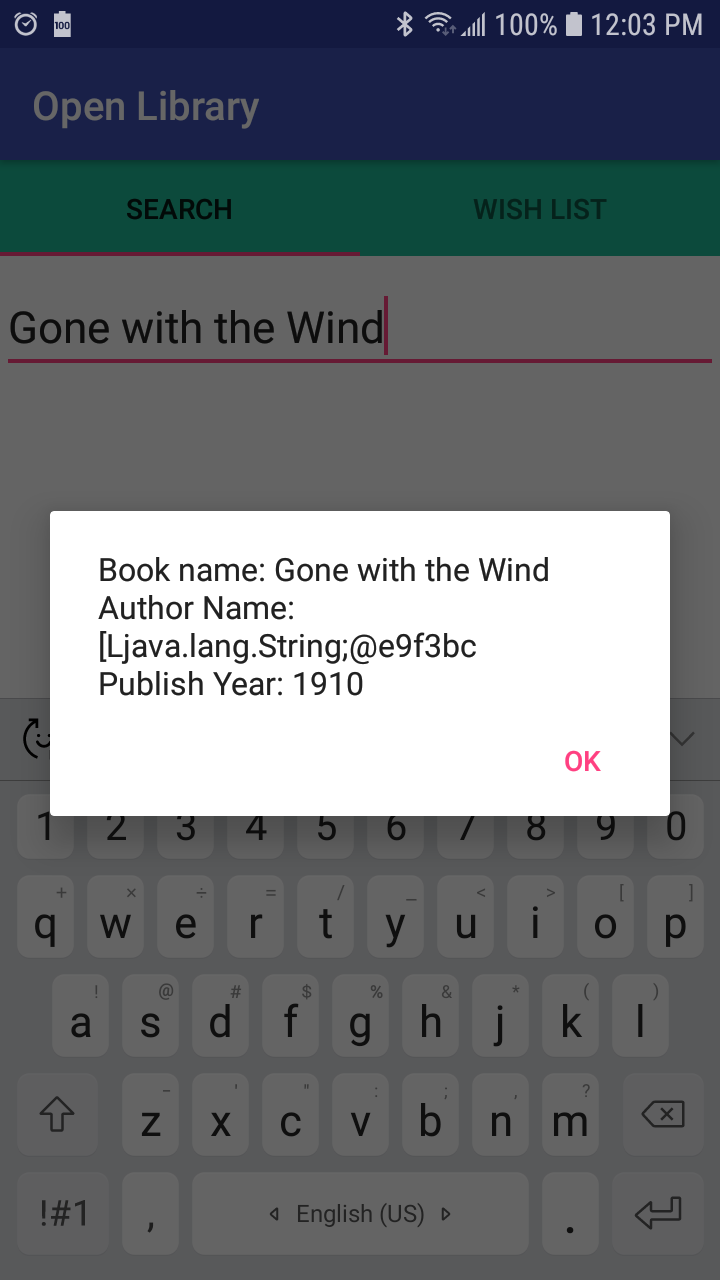 100 100% 12:03 PM
Open Library
SEARCH WISH LIST
Gone with the Wind
Book name: Gone with the Wind
Author Name:
[Ljava.lang.String;@e9f3bc
Publish Year: 1910
OK
1 2 3 4 5 6 7 8 9 0
+ × ÷ = / _ < > [ ]
q w e r t y u i o p
! @ # $ % & * ( )
a s d f g h j k l
- ' " : ; , ?
z x c v b n m
!#1 , English (US) .